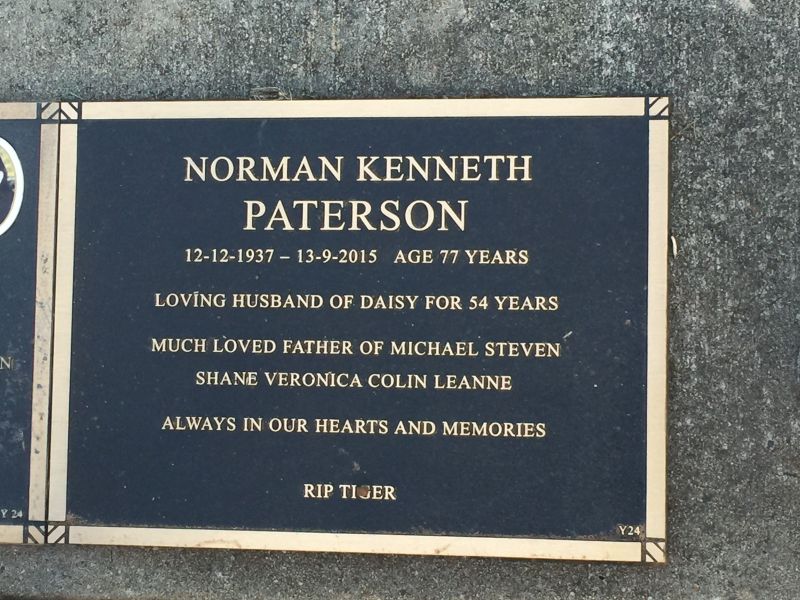 NORMAN KENNETH
PATERSON
12-12-1937 – 13-9-2015 AGE 77 YEARS
LOVING HUSBAND OF DAISY FOR 54 YEARS
MUCH LOVED FATHER OF MICHAEL STEVEN
SHANE VERONICA COLIN LEANNE
ALWAYS IN OUR HEARTS AND MEMORIES
RIP TIGER
Y24
N
Y 24